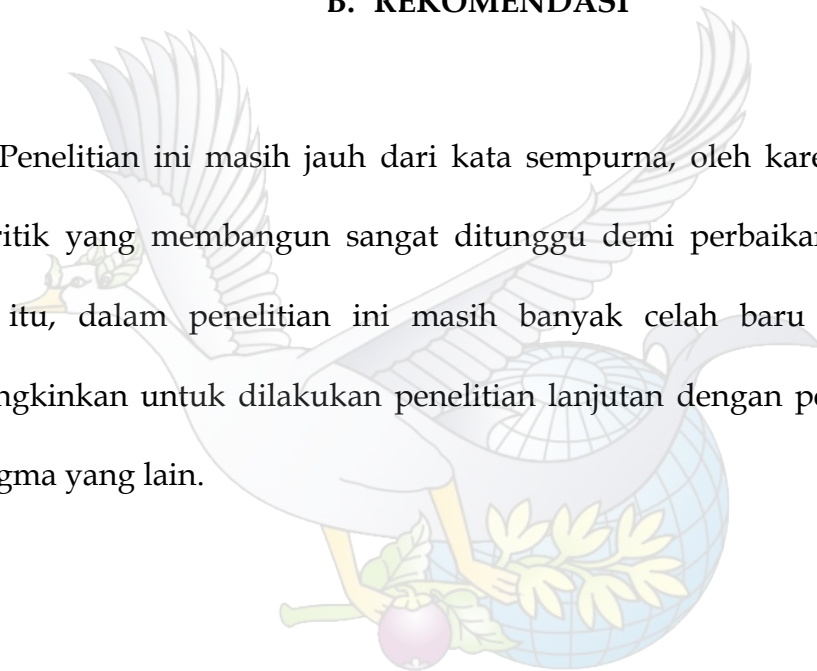 B. REKOMENDASI
Penelitian ini masih jauh dari kata sempurna, oleh kare
ritik yang membangun sangat ditunggu demi perbaikan
itu, dalam penelitian ini masih banyak celah baru
ngkinkan untuk dilakukan penelitian lanjutan dengan pe
gma yang lain.